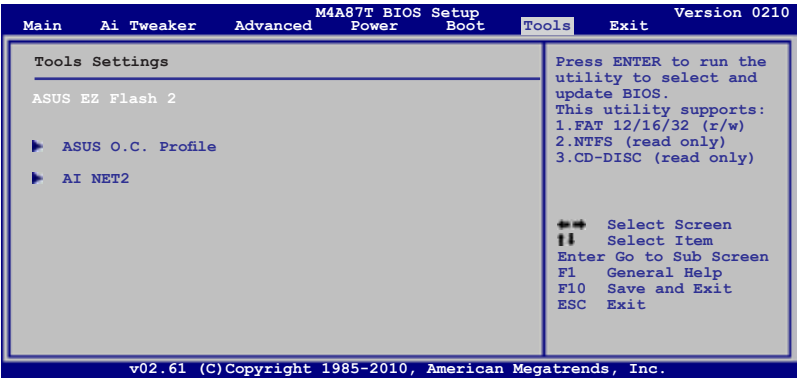 M4A87T BIOS Setup Version 0210
Main Ai Tweaker Advanced Power Boot Tools Exit
Tools Settings
ASUS EZ Flash 2
ASUS O.C. Profile
AI NET2
Press ENTER to run the
utility to select and
update BIOS.
This utility supports:
1.FAT 12/16/32 (r/w)
2.NTFS (read only)
3.CD-DISC (read only)
Select Screen
Select Item
Enter Go to Sub Screen
F1 General Help
F10 Save and Exit
ESC Exit
v02.61 (C)Copyright 1985-2010, American Megatrends, Inc.